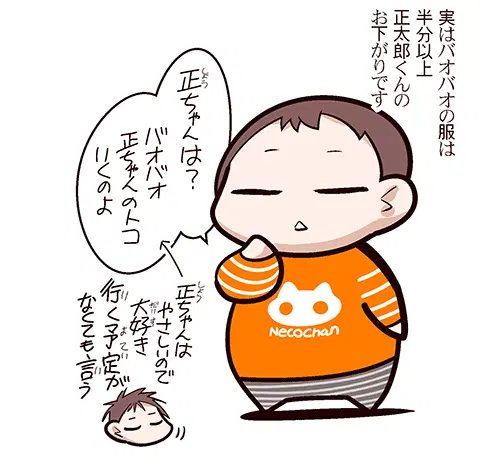 実はバオバオの服は
半分以上
正太郎くんの
お下がりです
正ちゃんは？
バオバオ
正ちゃんのトコ
いくのよ
正ちゃんは
やさしいので
大好き
行く予定が
なくても言う
Necochan